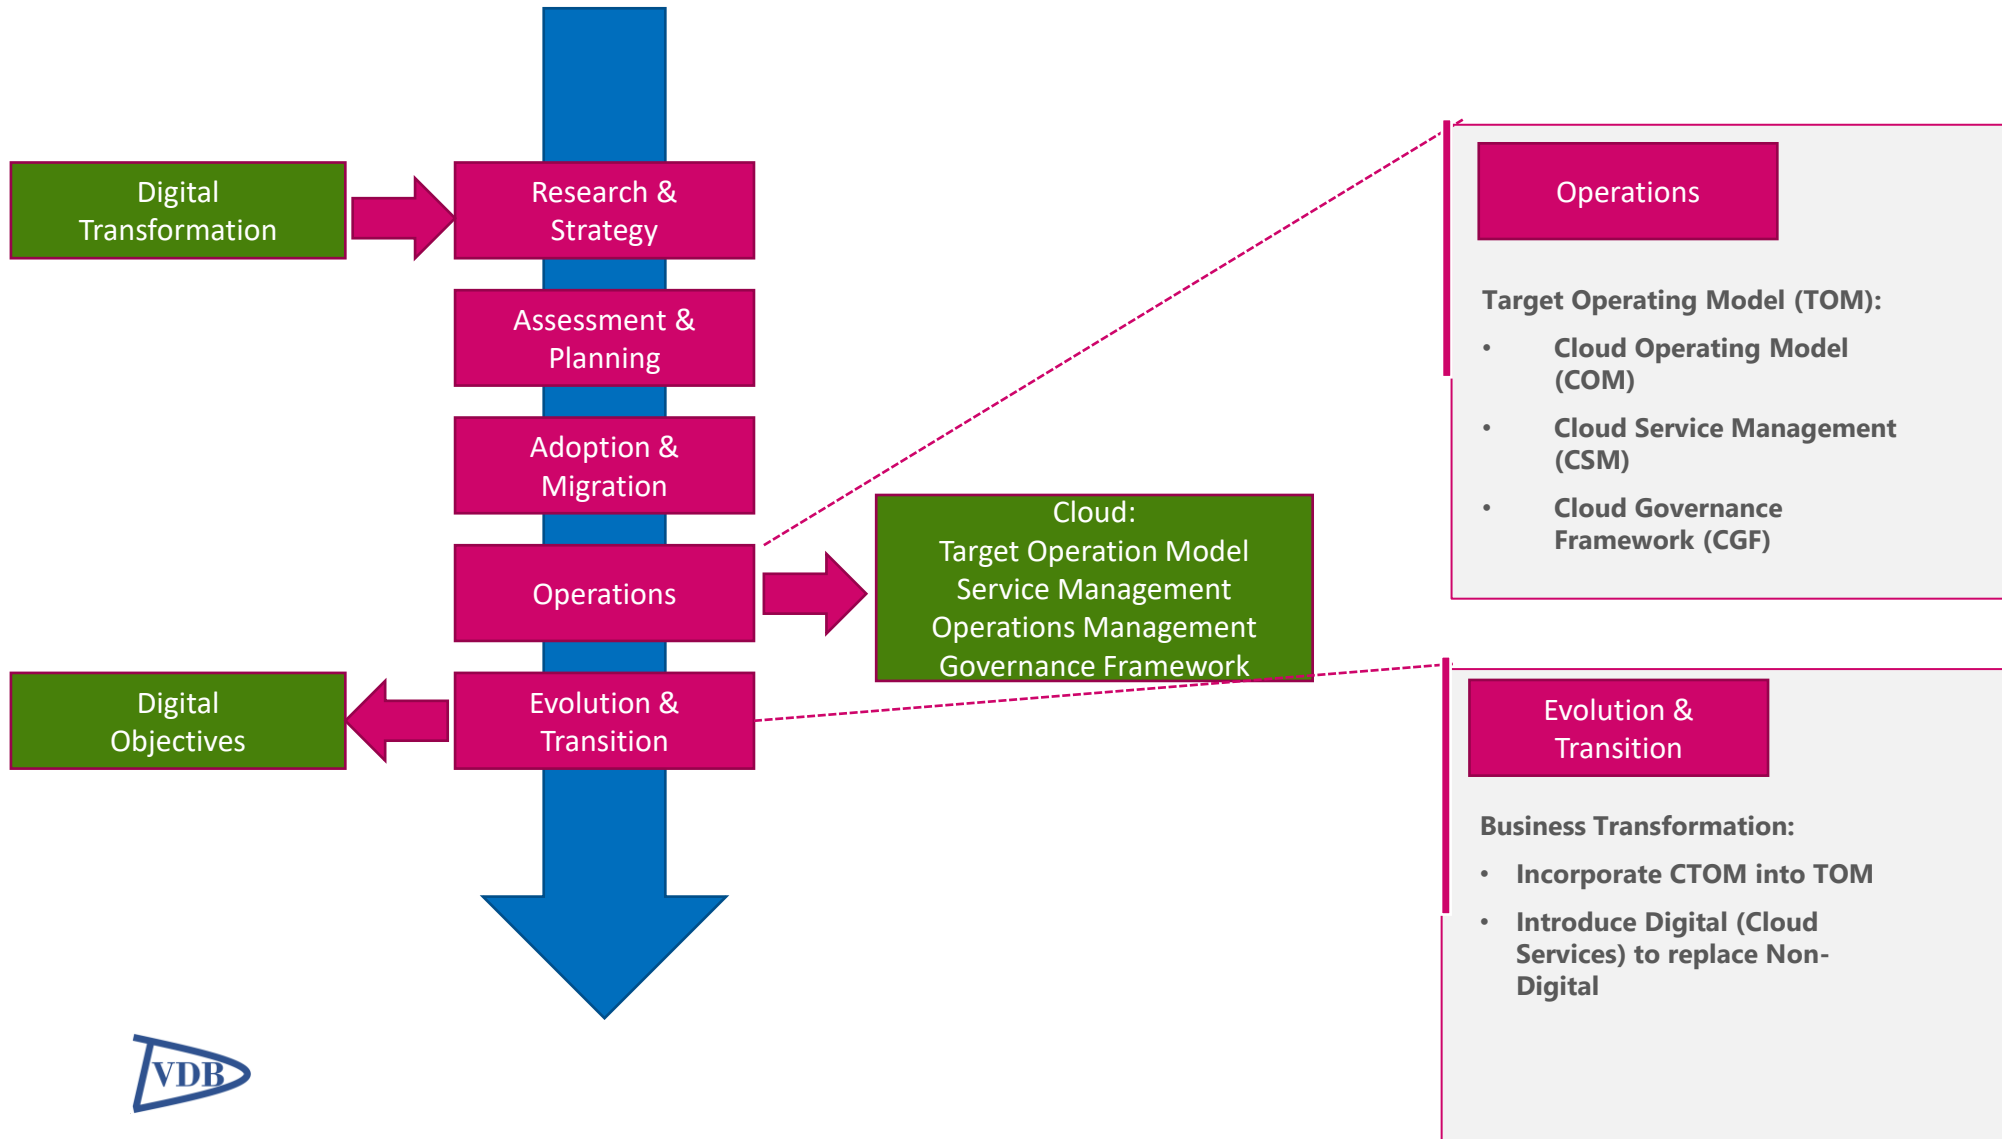 Digital
Transformation
Research &
Strategy
Assessment &
Planning
Adoption &
Migration
Operations
Evolution &
Transition
Digital
Objectives
Cloud:
Target Operation Model
Service Management
Operations Management
Governance Framework
Operations
Target Operating Model (TOM):
• Cloud Operating Model
(COM)
• Cloud Service Management
(CSM)
• Cloud Governance
Framework (CGF)
Evolution &
Transition
Business Transformation:
• Incorporate CTOM into TOM
• Introduce Digital (Cloud
Services) to replace Non-
Digital
VDB